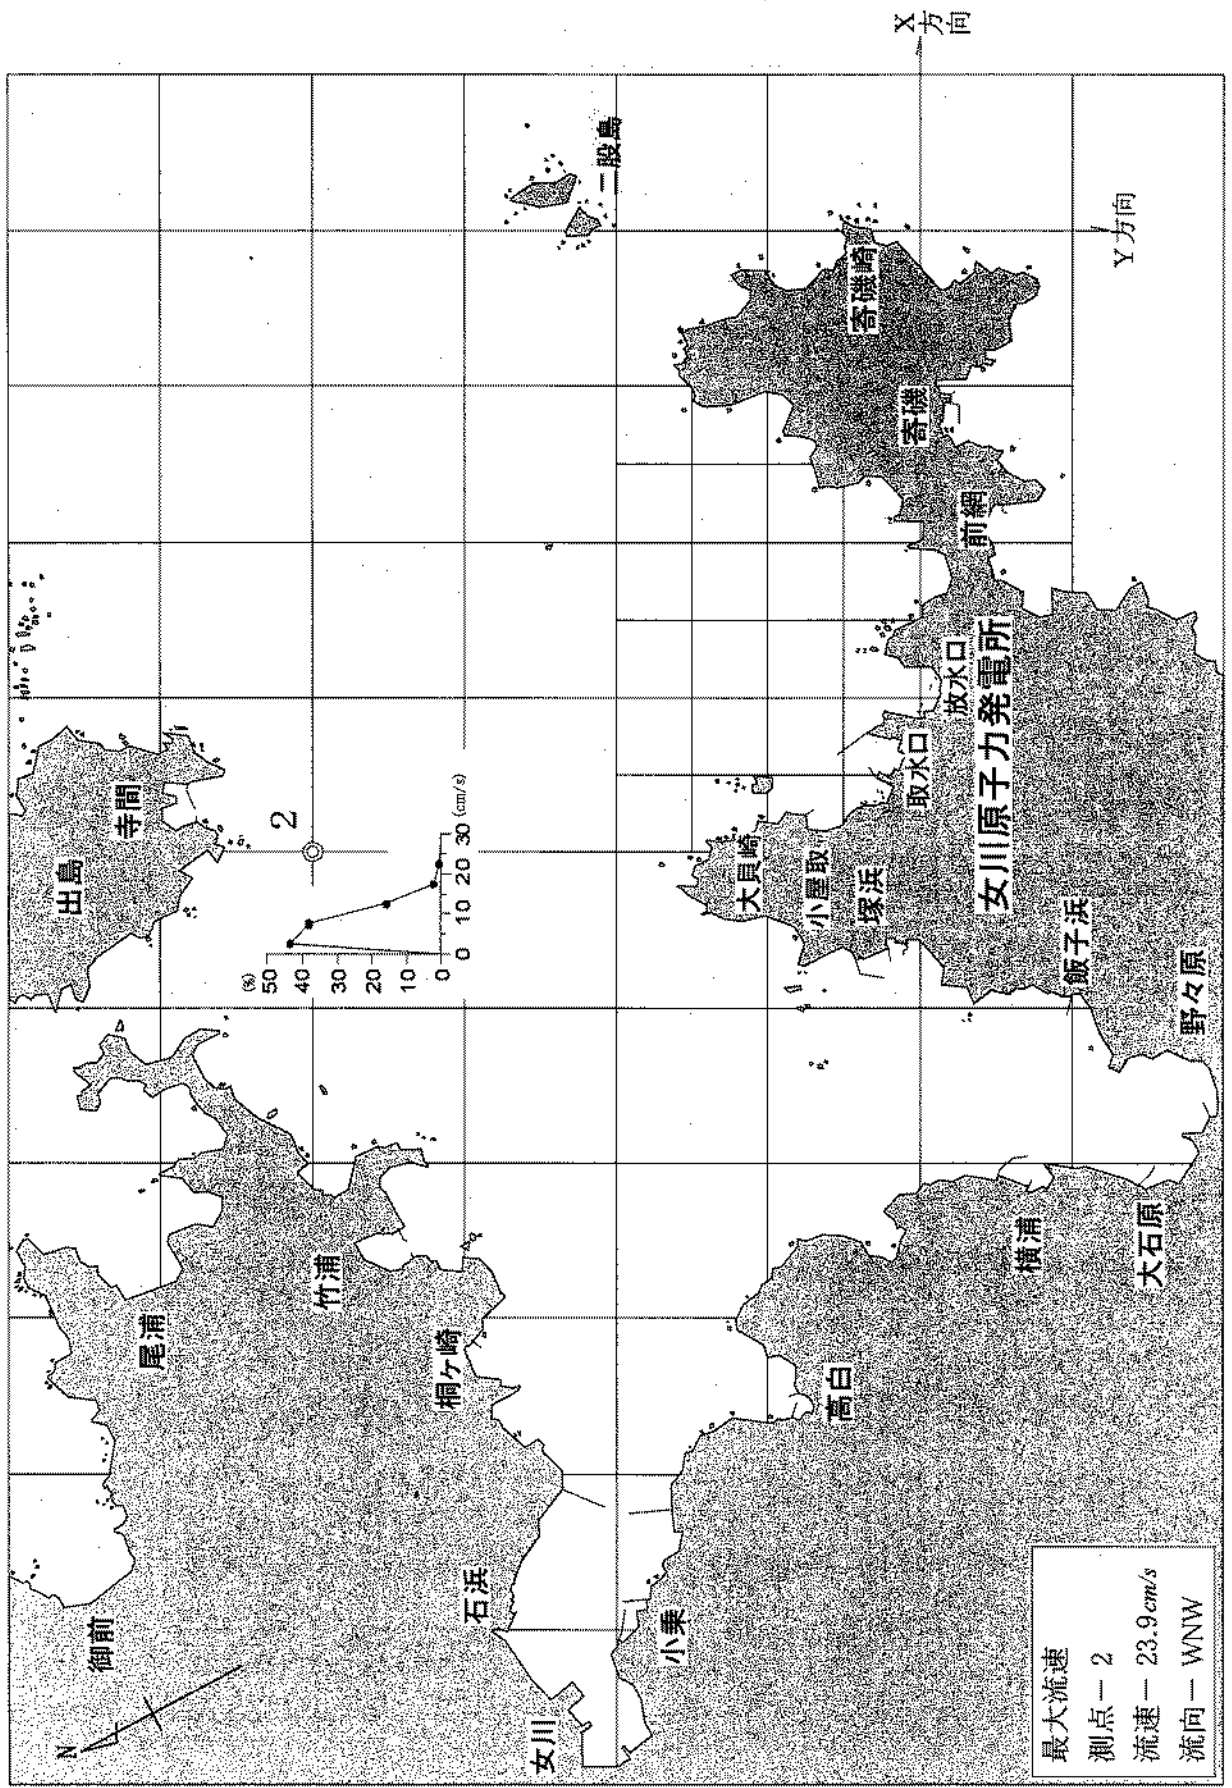 N
御前
尾浦
出島
寺間
竹浦
桐ヶ崎
石浜
女川
小乗
高白
横浦
大石原
野々原
飯子浜
塚浜
小屋取
大貝崎
取水口
放水口
女川原子力発電所
前網
寄磯
寄磯崎
二股島
X方向
Y方向
2
(%)
50
40
30
20
10
0
0 10 20 30 (cm/s)
最大流速
測点－2
流速－23.9cm/s
流向－WNW